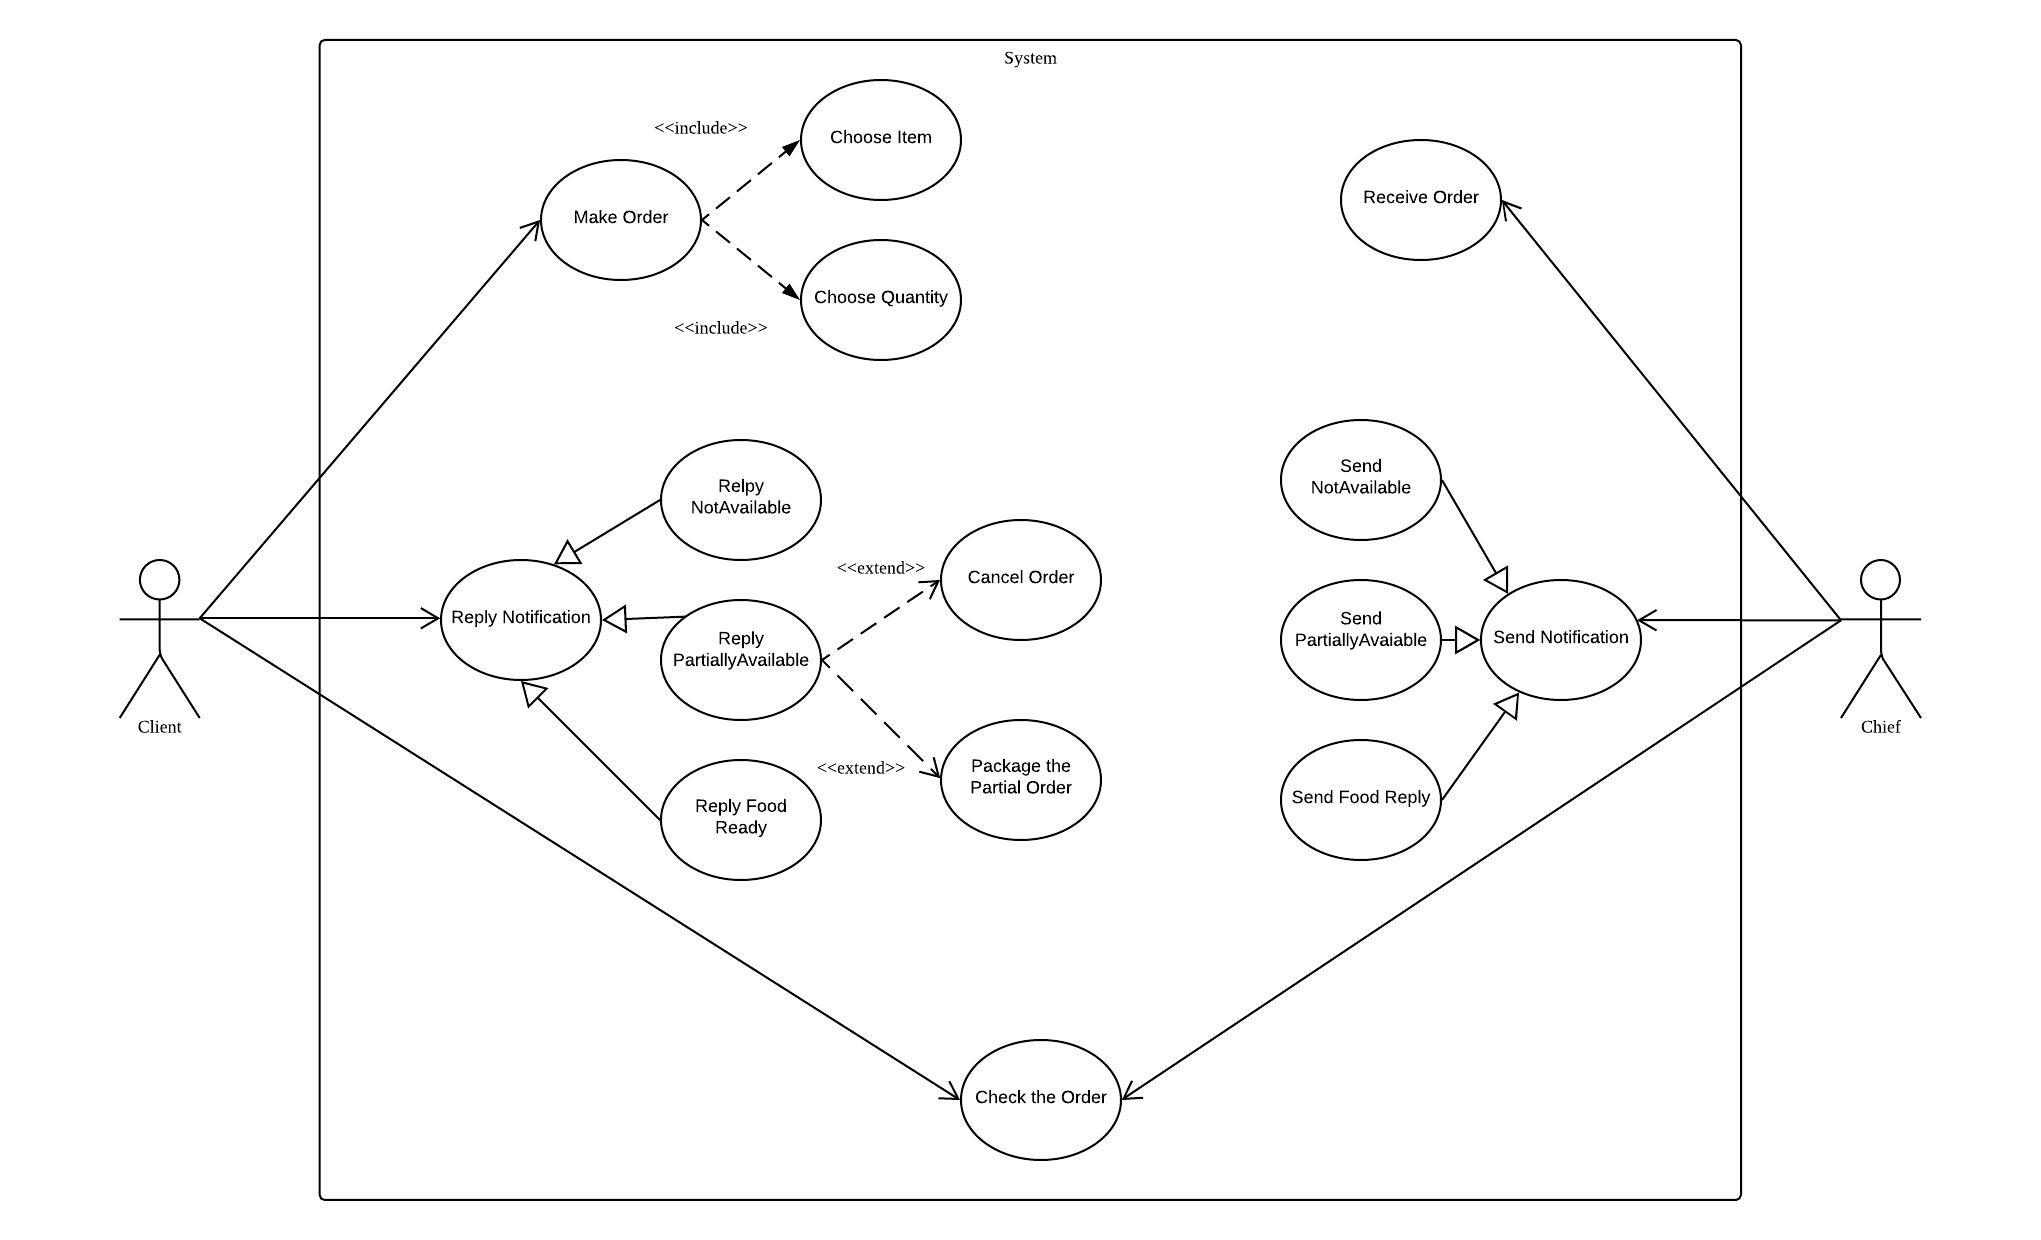 System
<<include>>
Choose Item
Make Order
Choose Quantity
<<include>>
Receive Order
Relpy
NotAvailable
Send
NotAvailable
<<extend>>
Cancel Order
Reply Notification
Reply
PartiallyAvailable
Send
PartiallyAvaiable
Send Notification
Client
Chief
<<extend>>
Package the
Partial Order
Reply Food
Ready
Send Food Reply
Check the Order